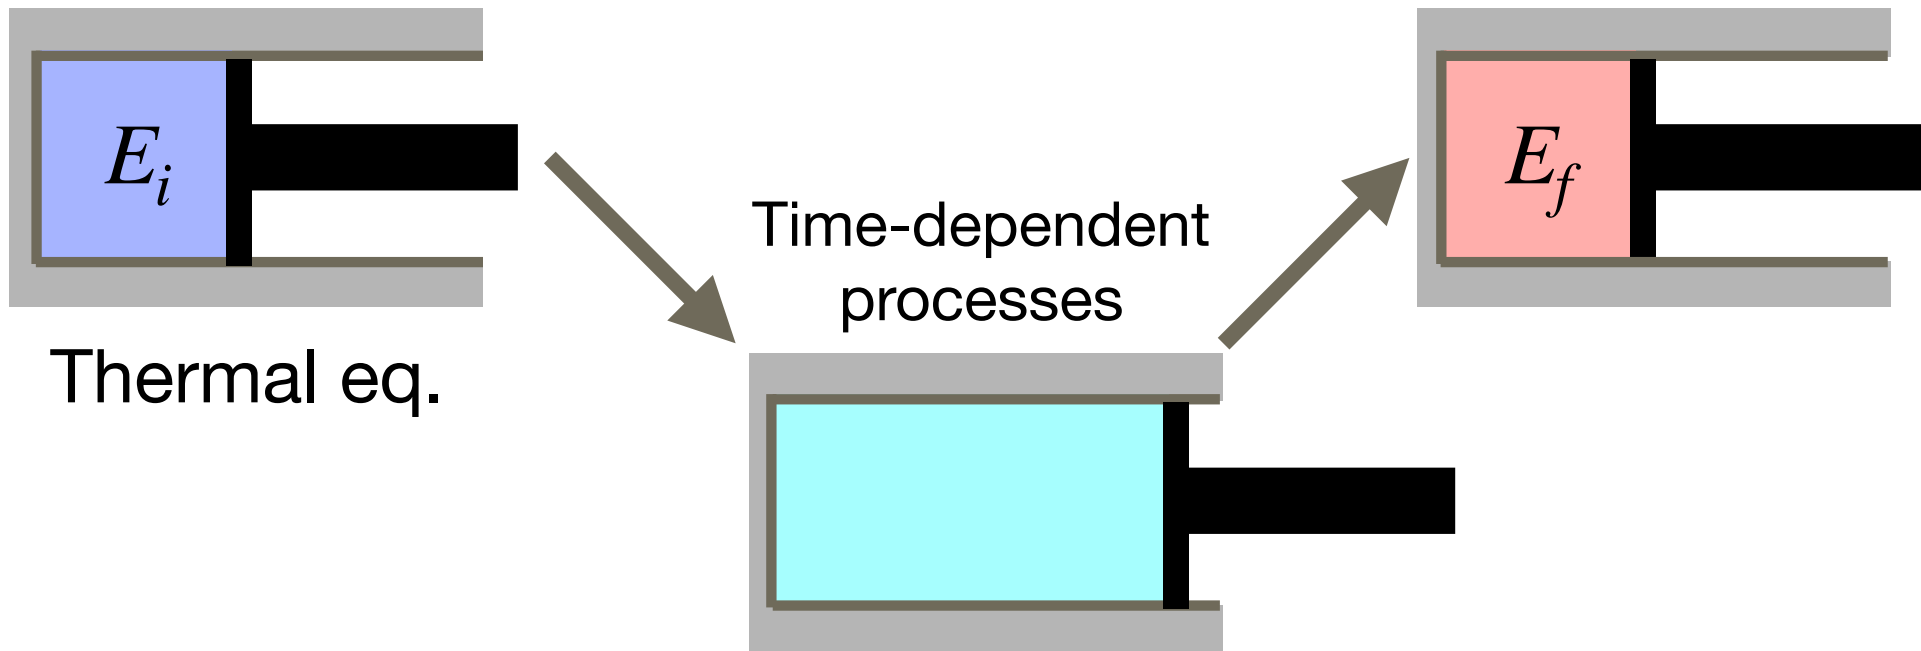 E_i
Thermal eq.
Time-dependent
processes
E_f